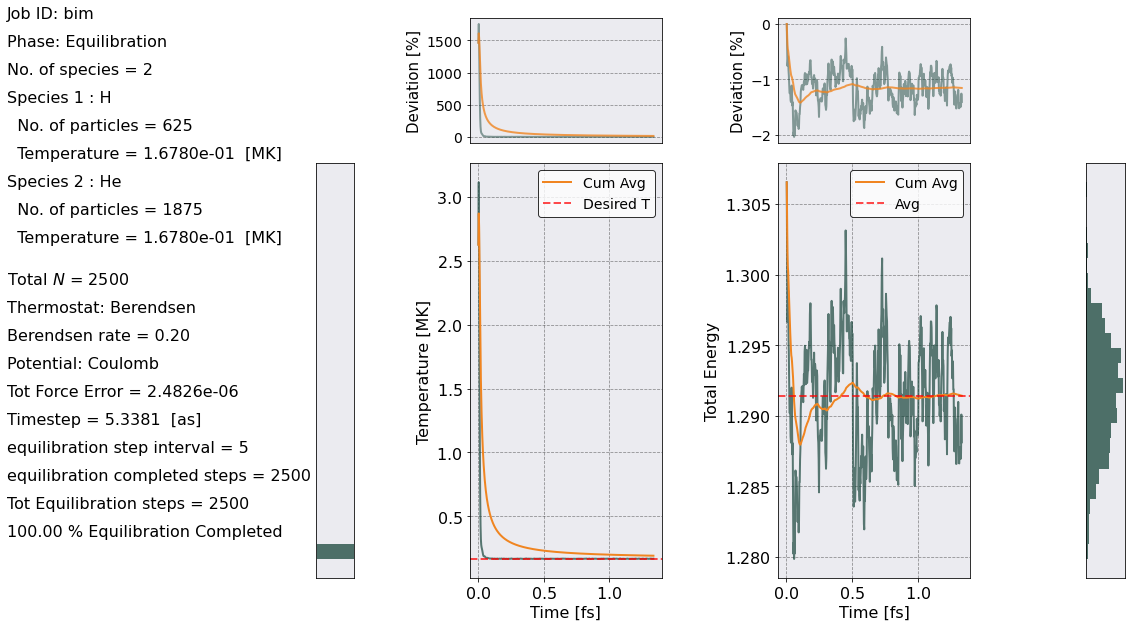 Job ID: bim
Phase: Equilibration
No. of species = 2
Species 1 : H
No. of particles = 625
Temperature = 1.6780e-01  [MK]
Species 2 : He
No. of particles = 1875
Temperature = 1.6780e-01  [MK]
Total N = 2500
Thermostat: Berendsen
Berendsen rate = 0.20
Potential: Coulomb
Tot Force Error = 2.4826e-06
Timestep = 5.3381  [as]
equilibration step interval = 5
equilibration completed steps = 2500
Tot Equilibration steps = 2500
100.00 % Equilibration Completed
Deviation [%]
1500
1000
500
0
Temperature [MK]
3.0
2.5
2.0
1.5
1.0
0.5
Cum Avg
Desired T
0.0 0.5 1.0
Time [fs]
Deviation [%]
0
−1
−2
Total Energy
1.305
1.300
1.295
1.290
1.285
1.280
Cum Avg
Avg
0.0 0.5 1.0
Time [fs]